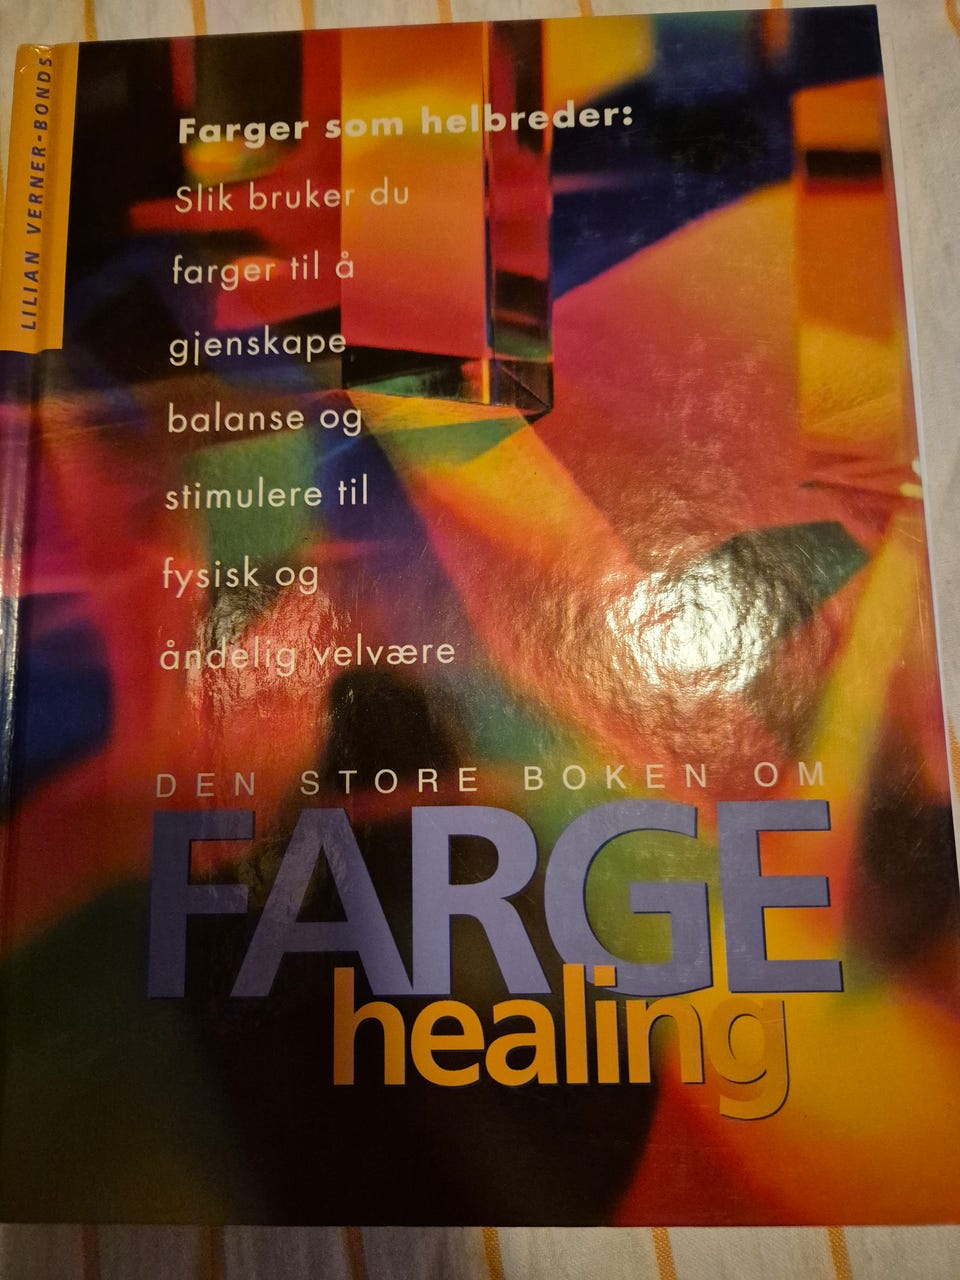 LILIAN VERNER-BONDS
Farger som helbreder:
Slik bruker du
farger til å
gjenskape
balanse og
stimulere til
fysisk og
åndelig velvære
DEN STORE BOKEN OM
FARGE
healing